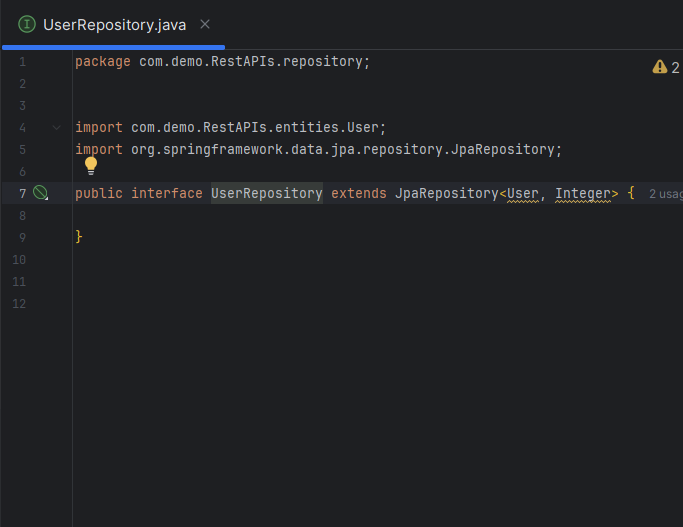 I UserRepository.java
1 package com.demo.RestAPIs.repository; 2
2
3
4 import com.demo.RestAPIs.entities.User;
5 import org.springframework.data.jpa.repository.JpaRepository;
6
7 public interface UserRepository extends JpaRepository<User, Integer> { 2
8
9 }
10
11
12